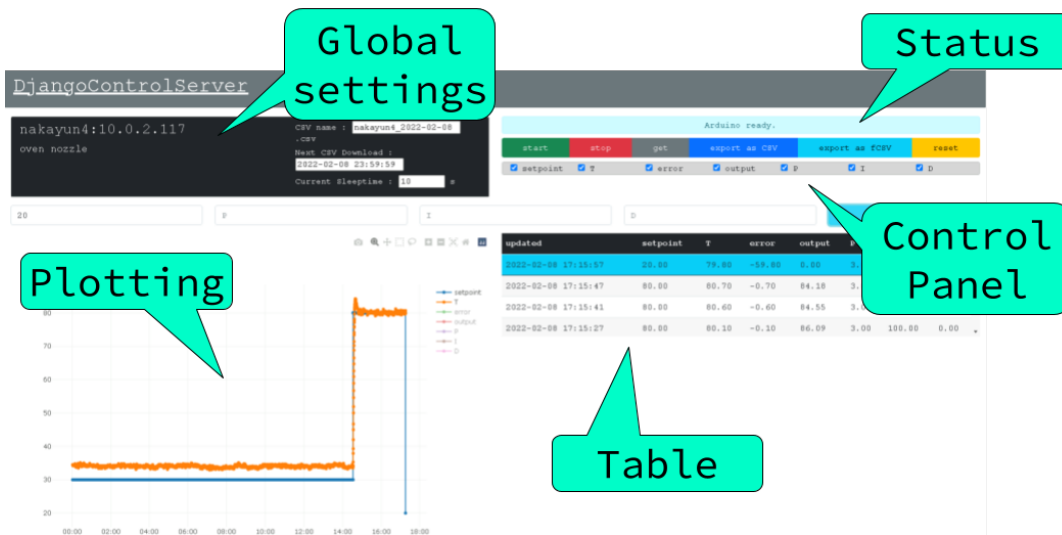 Global
settings
Status
DjangoControlServer
nakayun4:10.0.2.117
oven nozzle
CSV name : nakayun4_2022-02-08
.csv
Next CSV Download :
2022-02-08 23:59:59
Current Sleeptime : 10 s
Arduino ready.
start stop get export as CSV export as fCSV reset
setpoint T error output P I D
20 P I D
Control
Panel
Plotting
setpoint
T
error
output
P
I
D
80
70
60
50
40
30
20
00:00 02:00 04:00 06:00 08:00 10:00 12:00 14:00 16:00 18:00
updated setpoint T error output P
2022-02-08 17:15:57 20.00 79.80 -59.80 0.00 3.
2022-02-08 17:15:47 80.00 80.70 -0.70 84.18 3.
2022-02-08 17:15:41 80.00 80.60 -0.60 84.55 3.
2022-02-08 17:15:27 80.00 80.10 -0.10 86.09 3.00 100.00 0.00
Table